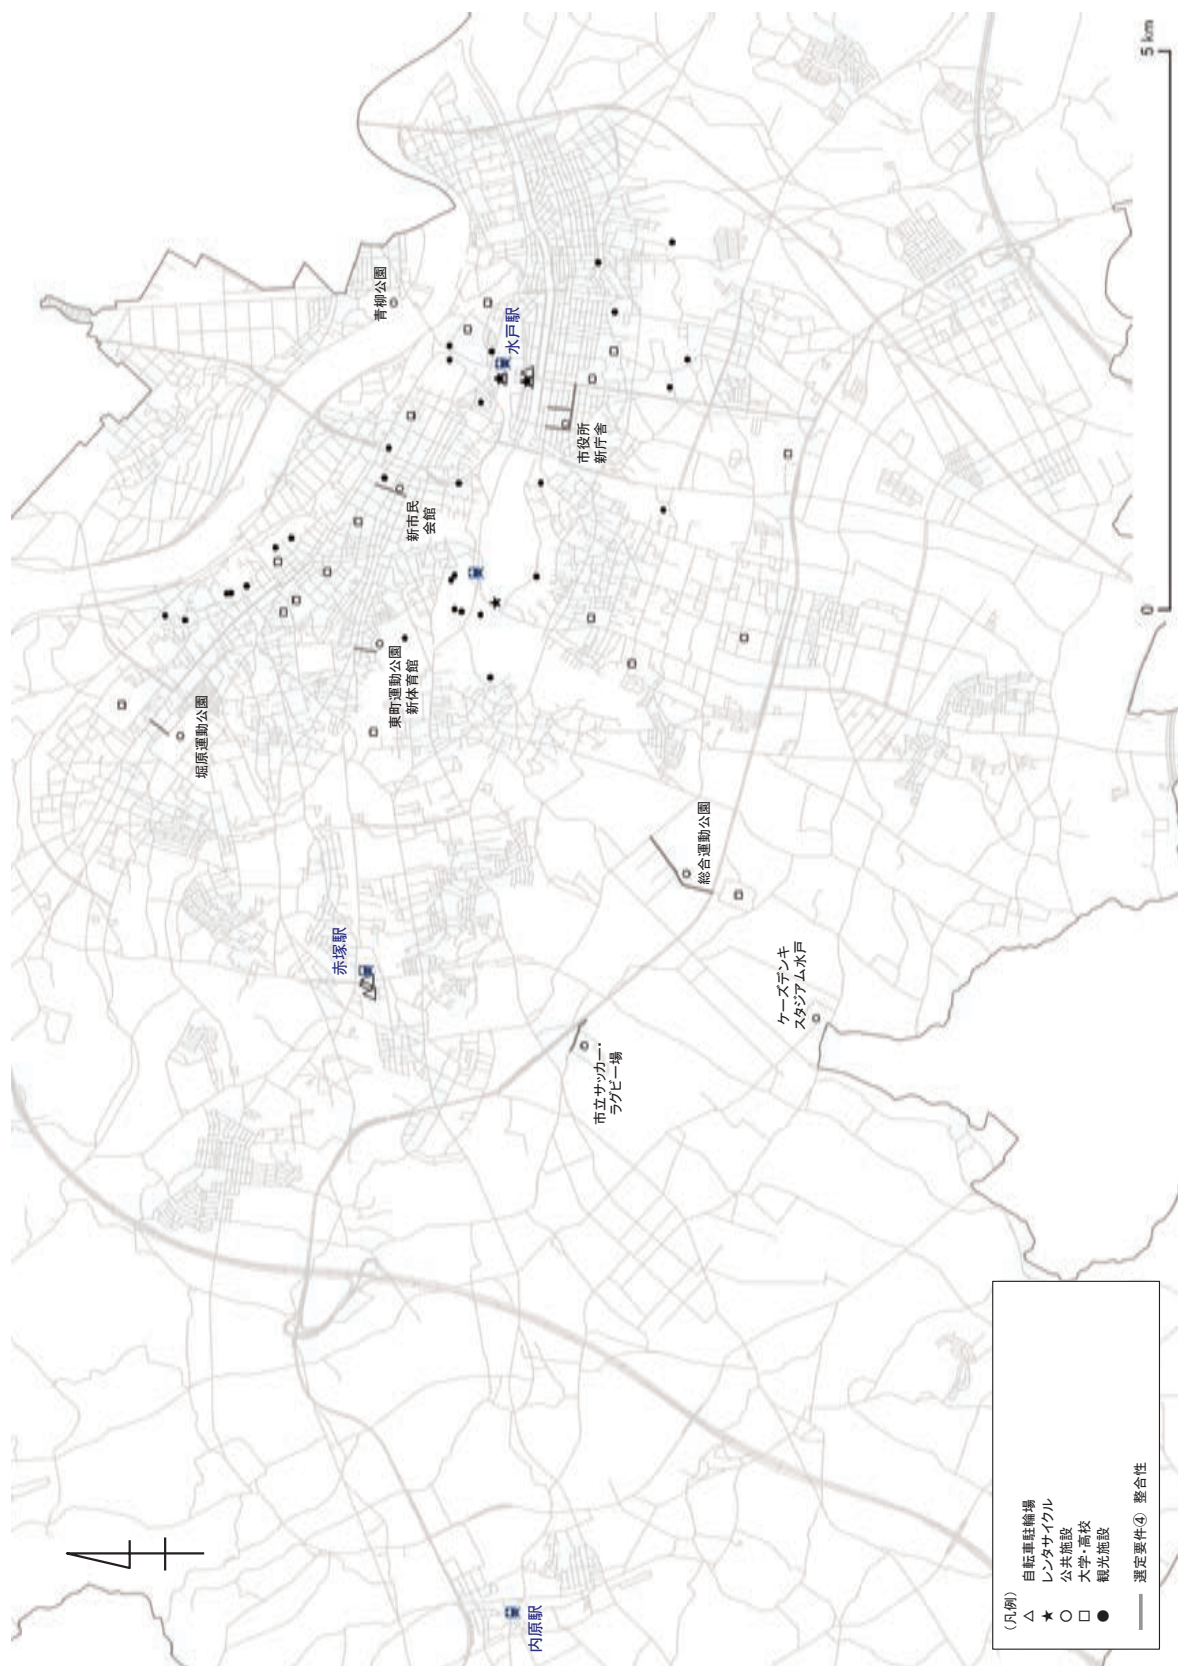 青柳公園
水戸駅
市役所
新庁舎
新市民
会館
東町運動公園
新体育館
堀原運動公園
総合運動公園
赤塚駅
ケーズデンキ
スタジアム水戸
市立サッカー・
ラグビー場
内原駅
(凡例)
自転車駐輪場
レンタサイクル
公共施設
大学・高校
観光施設
選定要件④ 整合性
0
5 km